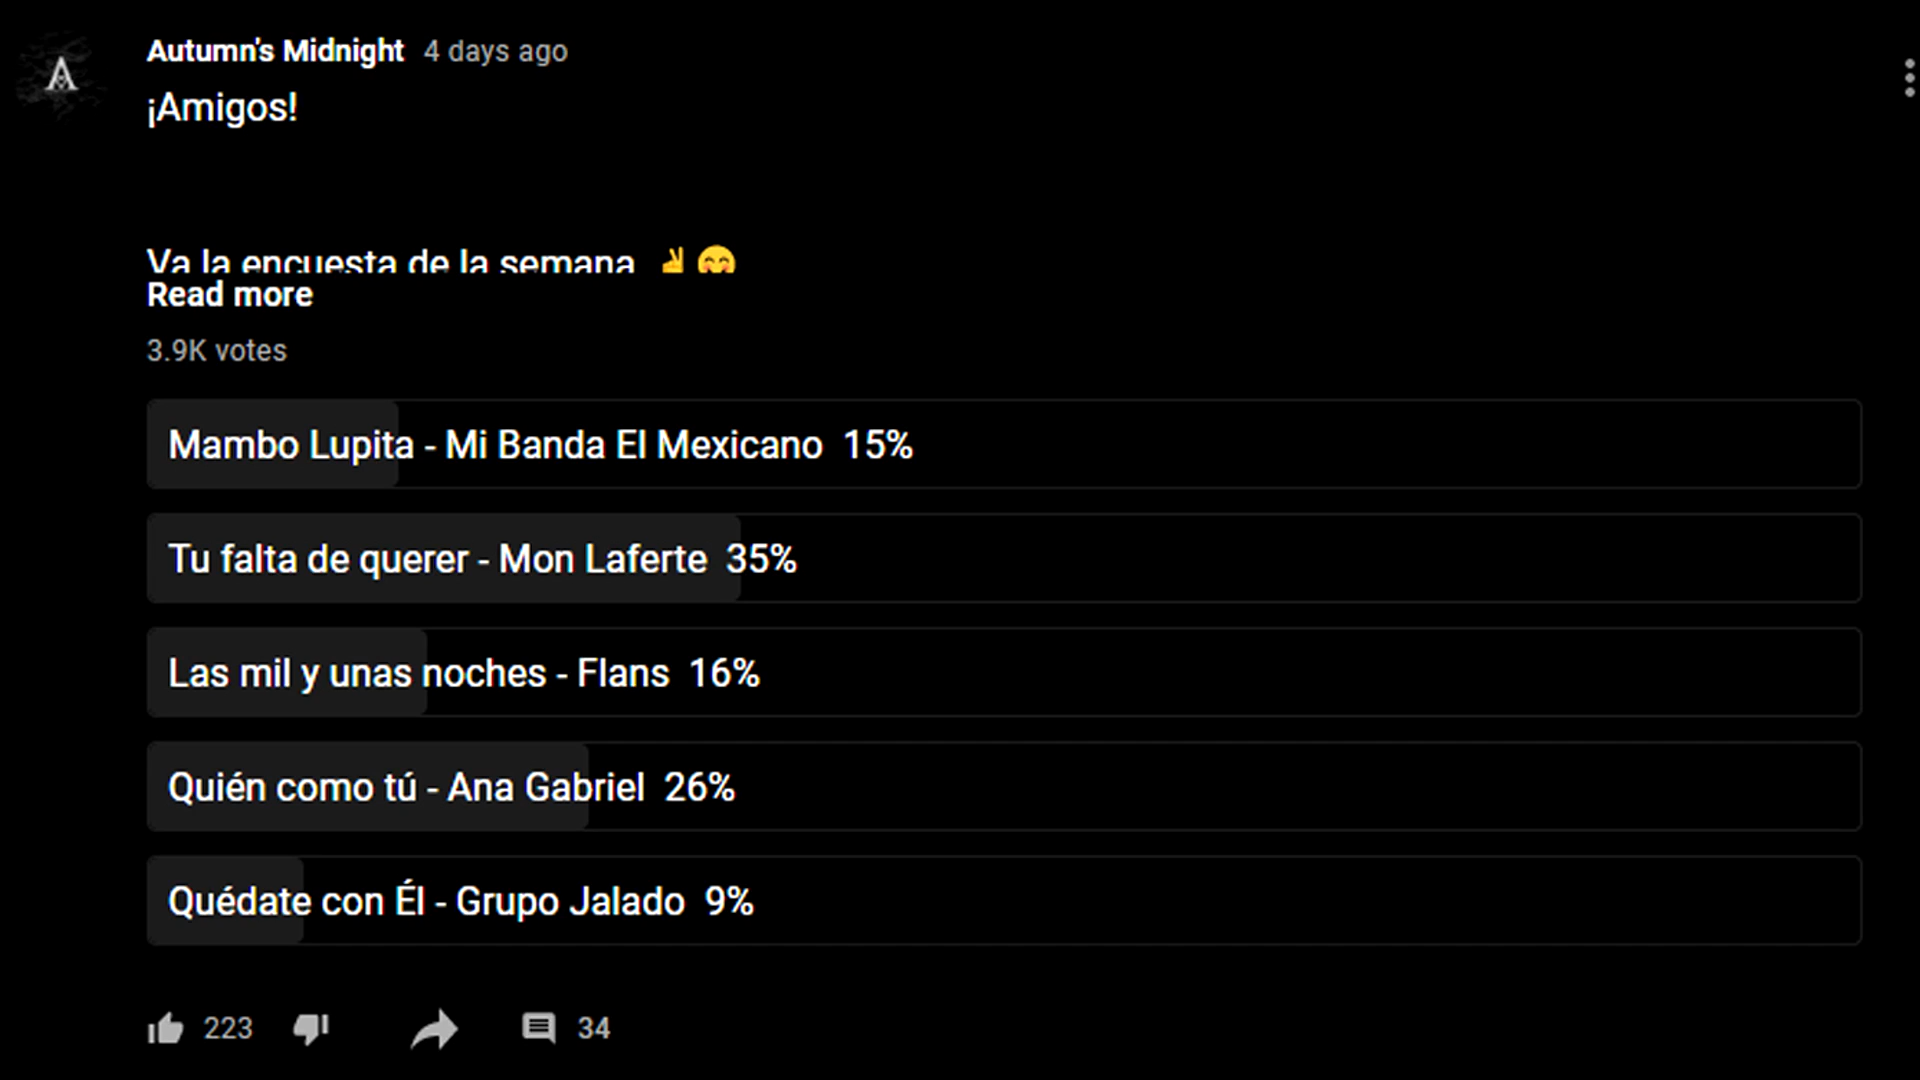 Autumn's Midnight 4 days ago
¡Amigos!
Va la encuesta de la semana ✌😊
Read more
3.9K votes
Mambo Lupita - Mi Banda El Mexicano 15%
Tu falta de querer - Mon Laferte 35%
Las mil y unas noches - Flans 16%
Quién como tú - Ana Gabriel 26%
Quédate con Él - Grupo Jalado 9%
223 34